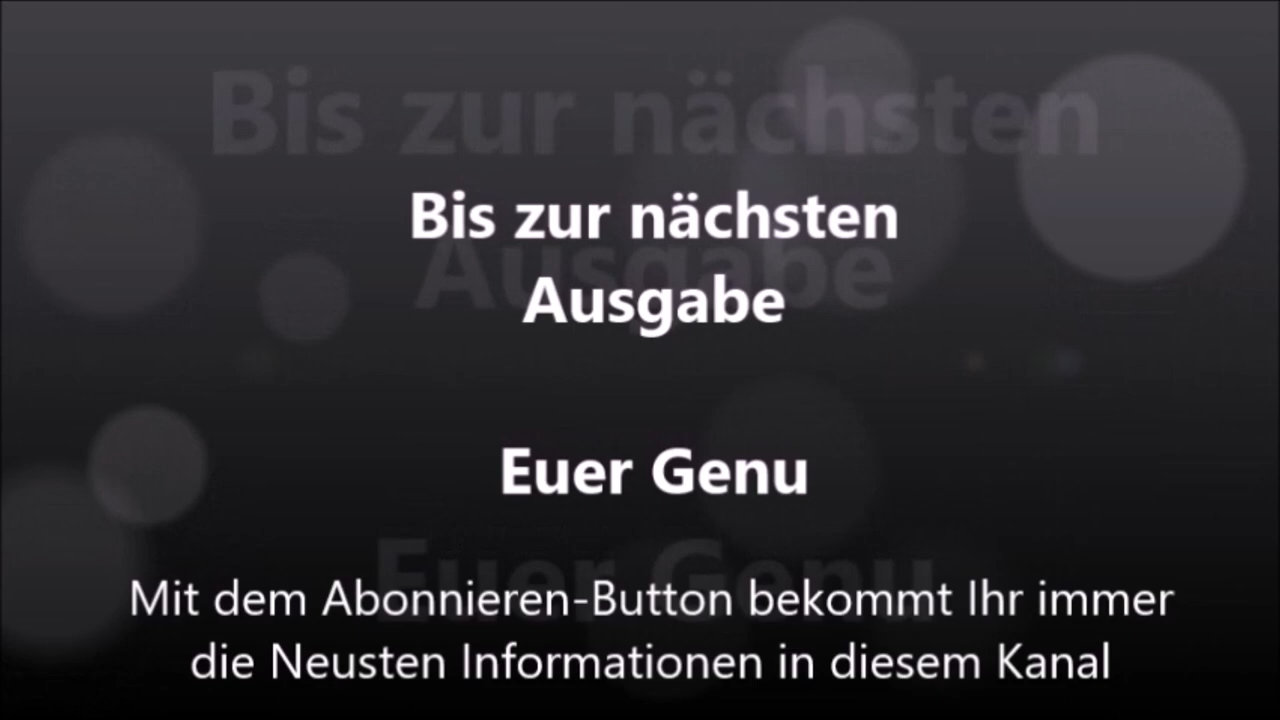 Bis zur nächsten
Ausgabe
Euer Genu
Mit dem Abonnieren-Button bekommt Ihr immer
die Neusten Informationen in diesem Kanal